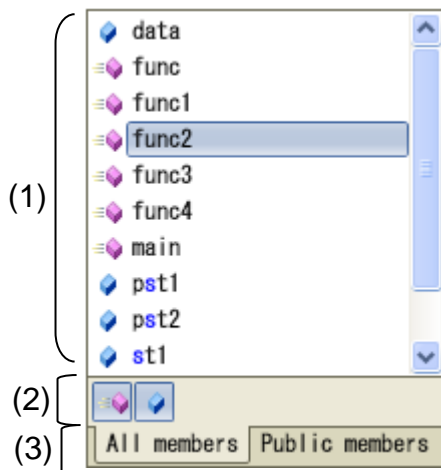 data
func
func1
func2
func3
(1)
func4
main
pst1
pst2
st1
(2)
(3)
All members Public members